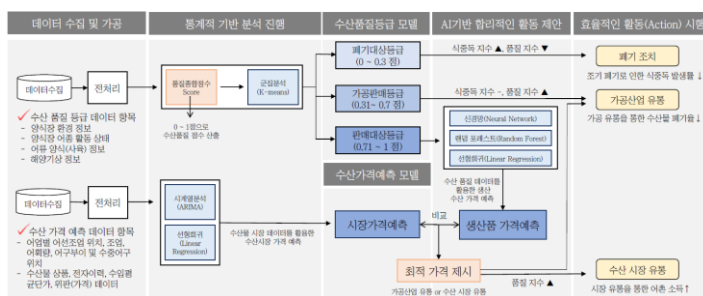 데이터 수집 및 가공
통계적 기반 분석 진행
수산품질등급 모델
AI기반 합리적인 활동 제안
효율적인 활동(Action) 시행
데이터수집
전처리
품질종합점수
Score
군집분석
(K-means)
0 ~ 1점으로
수산품질 점수 산출
폐기대상등급
(0 ~ 0.3 점)
가공판매등급
(0.31~ 0.7 점)
판매대상등급
(0.71 ~ 1 점)
식중독 지수 ▲, 품질 지수 ▼
식중독 지수 -, 품질 지수 ▲
폐기 조치
조기 폐기로 인한 식중독 발생률 ↓
가공산업 유통
가공 유통을 통한 수산물 폐기율 ↓
신경망(Neural Network)
랜덤 포레스트(Random Forest)
선형회귀(Linear Regression)
✓ 수산 품질 등급 데이터 항목
- 양식장 환경 정보
- 양식장 어종 활동 상태
- 어류 양식(사육) 정보
- 해양기상 정보
수산 품질 데이터를
활용한 생산
수산 가격 예측
수산가격예측 모델
데이터수집
전처리
시계열분석
(ARIMA)
선형회귀
(Linear
Regression)
수산물 시장 데이터를 활용한
수산시장 가격 예측
시장가격예측
비교
생산품 가격예측
✓ 수산 가격 예측 데이터 항목
- 어업별 어선조업 위치, 조업,
어획량, 어구부이 및 수중어구
위치
- 수산물 상품, 전자이력, 수입평
균단가, 위판(가격) 데이터
최적 가격 제시
가공산업 유통 or 수산 시장 유통
품질 지수 ▲
수산 시장 유통
시장 유통을 통한 어촌 소득 ↑